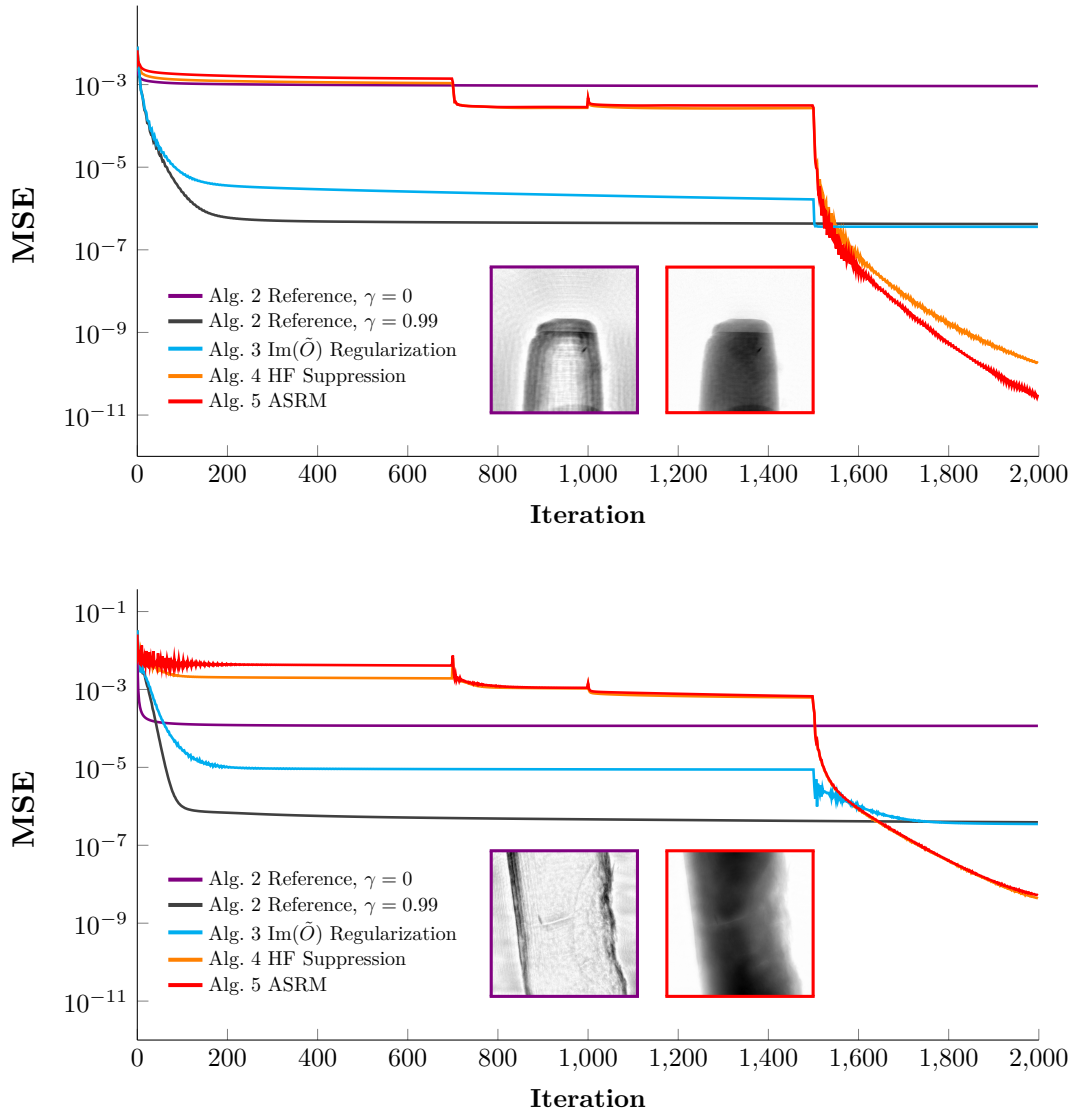 10⁻³
10⁻⁵
10⁻⁷
10⁻⁹
10⁻¹¹
MSE
Alg. 2 Reference, γ = 0
Alg. 2 Reference, γ = 0.99
Alg. 3 Im(Õ) Regularization
Alg. 4 HF Suppression
Alg. 5 ASRM
0 200 400 600 800 1,000 1,200 1,400 1,600 1,800 2,000
Iteration
10⁻¹
10⁻³
10⁻⁵
10⁻⁷
10⁻⁹
10⁻¹¹
MSE
Alg. 2 Reference, γ = 0
Alg. 2 Reference, γ = 0.99
Alg. 3 Im(Õ) Regularization
Alg. 4 HF Suppression
Alg. 5 ASRM
0 200 400 600 800 1,000 1,200 1,400 1,600 1,800 2,000
Iteration